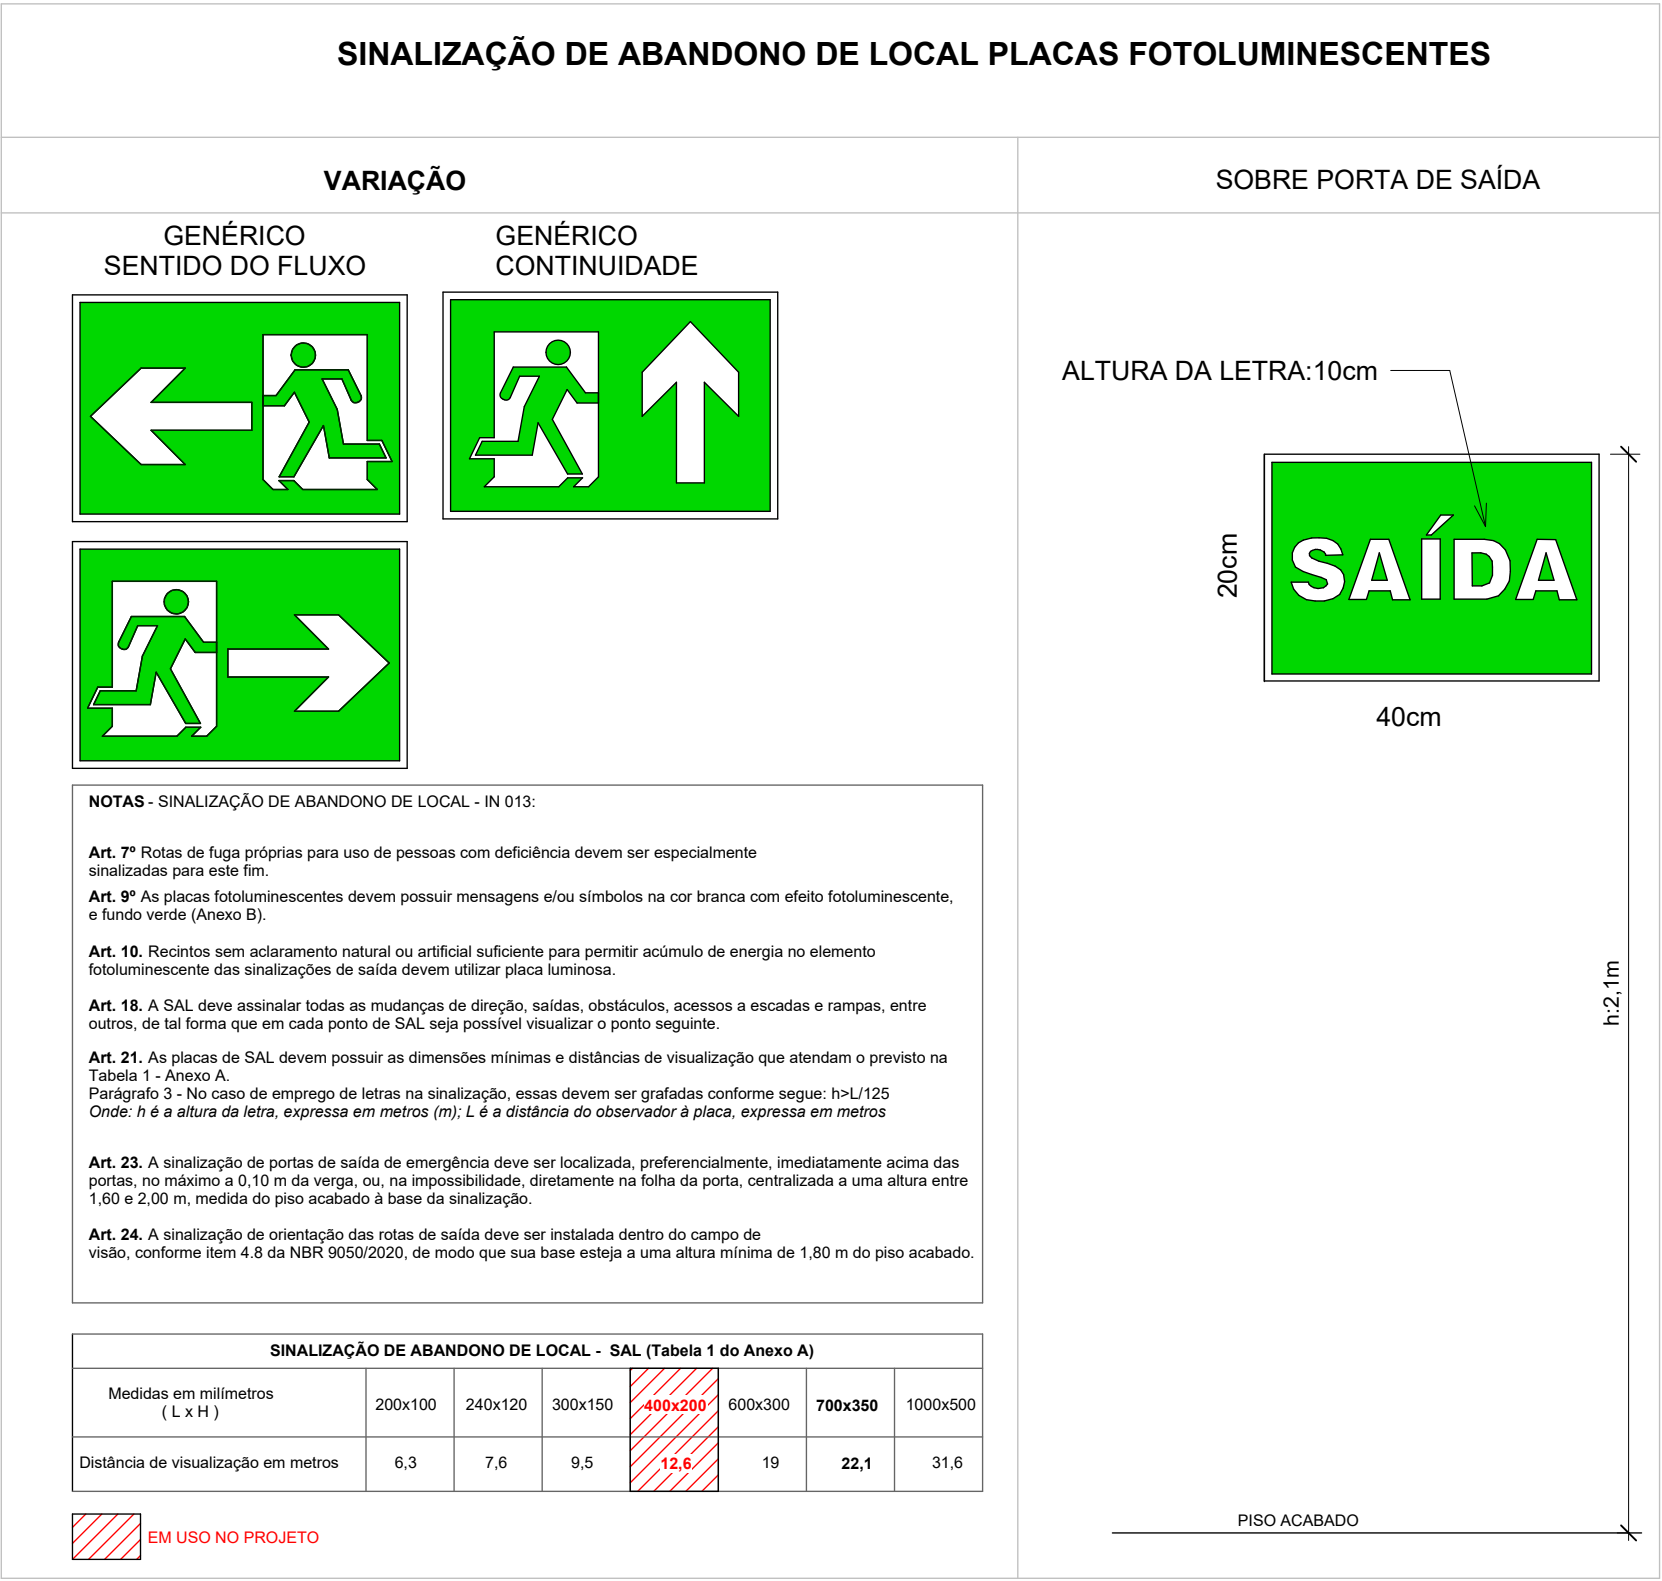 SINALIZAÇÃO DE ABANDONO DE LOCAL PLACAS FOTOLUMINESCENTES
VARIAÇÃO
SOBRE PORTA DE SAÍDA
GENÉRICO
SENTIDO DO FLUXO
GENÉRICO
CONTINUIDADE
ALTURA DA LETRA:10cm
SAÍDA
20cm
40cm
h:2,1m
PISO ACABADO
NOTAS - SINALIZAÇÃO DE ABANDONO DE LOCAL - IN 013:
Art. 7º Rotas de fuga próprias para uso de pessoas com deficiência devem ser especialmente
sinalizadas para este fim.
Art. 9º As placas fotoluminescentes devem possuir mensagens e/ou símbolos na cor branca com efeito fotoluminescente,
e fundo verde (Anexo B).
Art. 10. Recintos sem aclaramento natural ou artificial suficiente para permitir acúmulo de energia no elemento
fotoluminescente das sinalizações de saída devem utilizar placa luminosa.
Art. 18. A SAL deve assinalar todas as mudanças de direção, saídas, obstáculos, acessos a escadas e rampas, entre
outros, de tal forma que em cada ponto de SAL seja possível visualizar o ponto seguinte.
Art. 21. As placas de SAL devem possuir as dimensões mínimas e distâncias de visualização que atendam o previsto na
Tabela 1 - Anexo A.
Parágrafo 3 - No caso de emprego de letras na sinalização, essas devem ser grafadas conforme segue: h>L/125
Onde: h é a altura da letra, expressa em metros (m); L é a distância do observador à placa, expressa em metros
Art. 23. A sinalização de portas de saída de emergência deve ser localizada, preferencialmente, imediatamente acima das
portas, no máximo a 0,10 m da verga, ou, na impossibilidade, diretamente na folha da porta, centralizada a uma altura entre
1,60 e 2,00 m, medida do piso acabado à base da sinalização.
Art. 24. A sinalização de orientação das rotas de saída deve ser instalada dentro do campo de
visão, conforme item 4.8 da NBR 9050/2020, de modo que sua base esteja a uma altura mínima de 1,80 m do piso acabado.
SINALIZAÇÃO DE ABANDONO DE LOCAL - SAL (Tabela 1 do Anexo A)
Medidas em milímetros
( L x H )
200x100 240x120 300x150 400x200 600x300 700x350 1000x500
Distância de visualização em metros 6,3 7,6 9,5 12,6 19 22,1 31,6
EM USO NO PROJETO